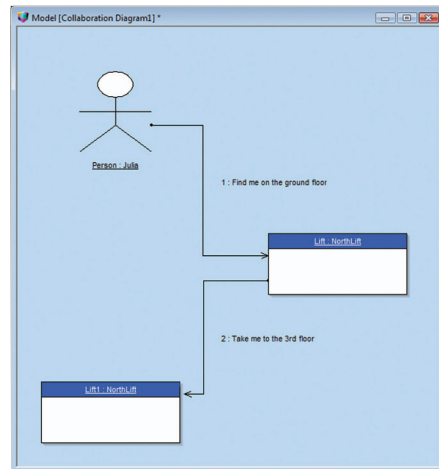 Model [Collaboration Diagram1] *
Person : Julia
1 : Find me on the ground floor
Lift : NorthLift
2 : Take me to the 3rd floor
Lift1 : NorthLift